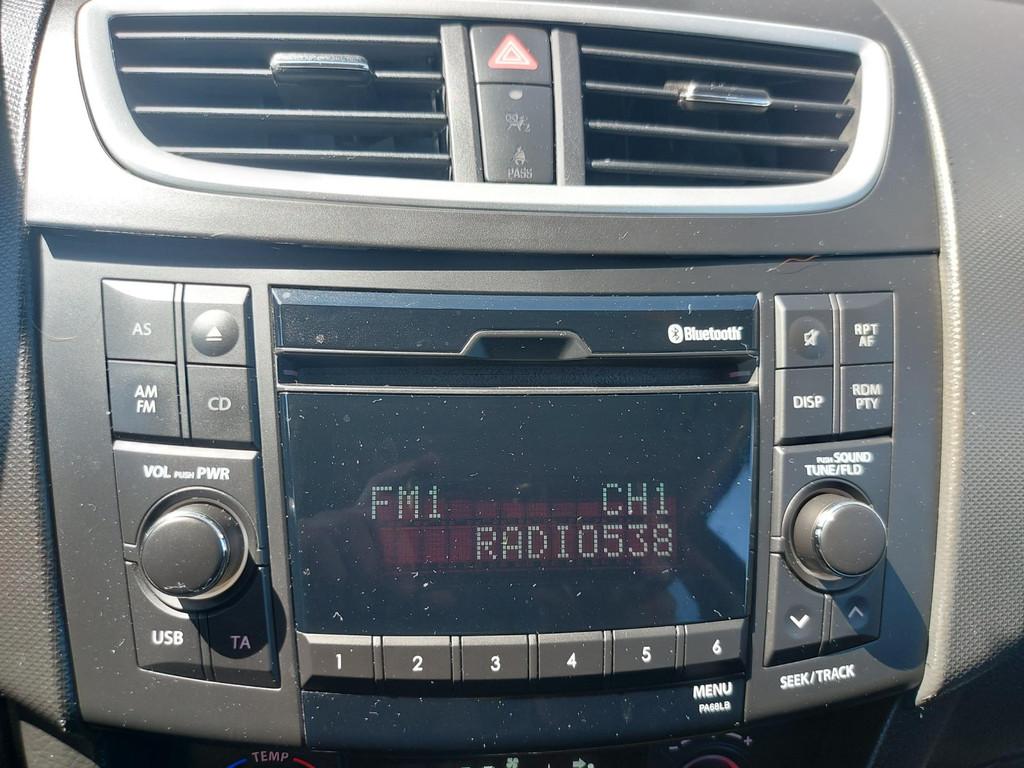 PASS
Bluetooth
AS
AM
FM
CD
RPT
AF
DISP
RDM
PTY
VOL PUSH PWR
PUSH SOUND
TUNE/FLD
FM1 CH1
RADIO538
USB
TA
1 2 3 4 5 6
SEEK/TRACK
MENU
PA68LB
TEMP
- +